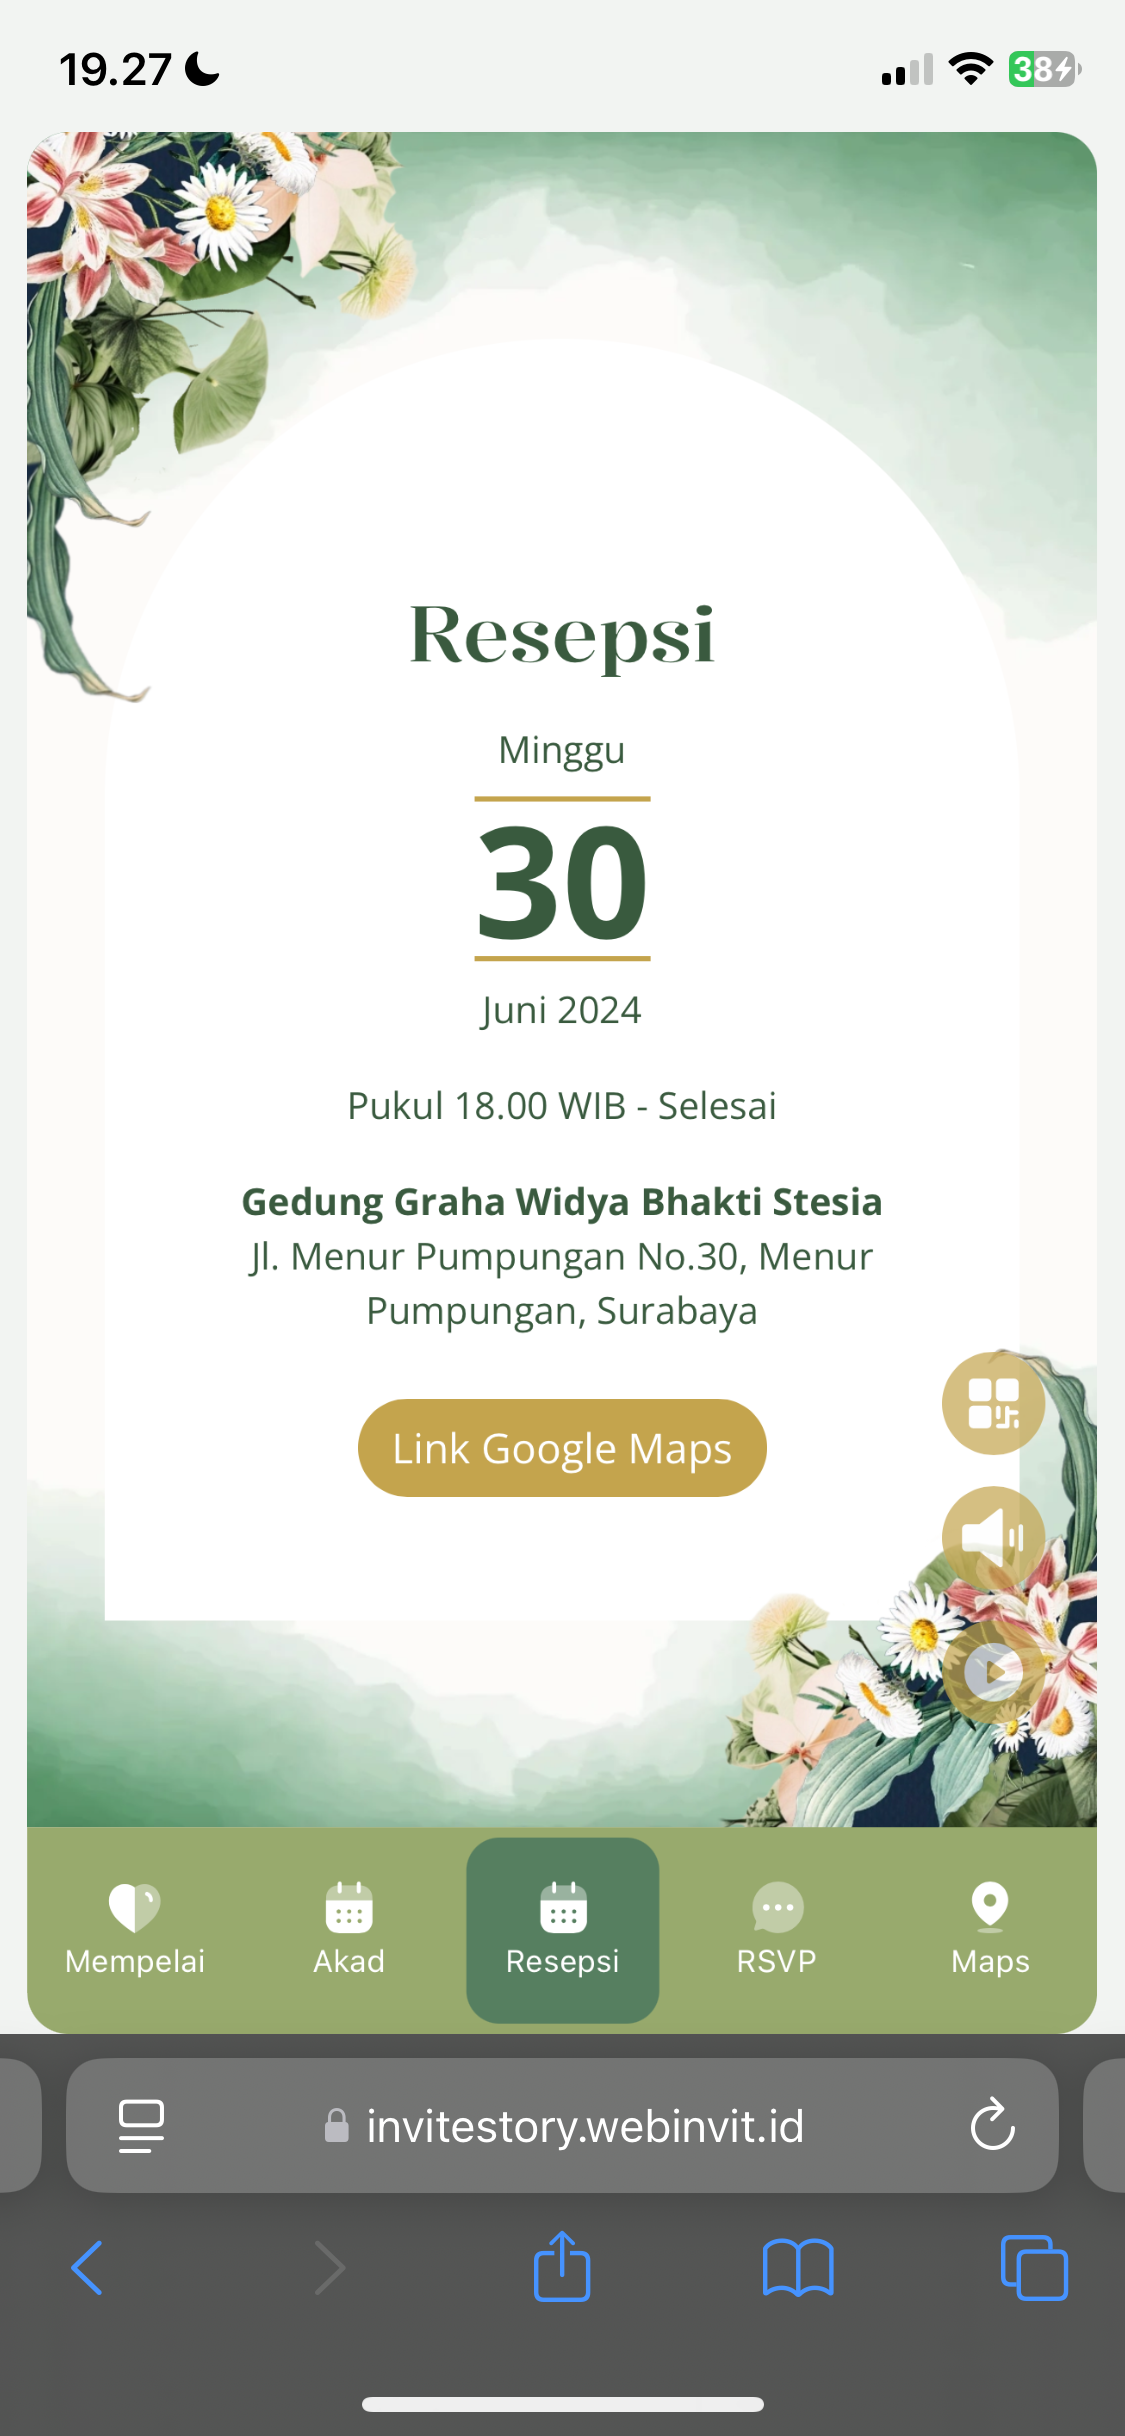 19.27
38
Resepsi
Minggu
30
Juni 2024
Pukul 18.00 WIB - Selesai
Gedung Graha Widya Bhakti Stesia
Jl. Menur Pumpungan No.30, Menur
Pumpungan, Surabaya
Link Google Maps
Mempelai
Akad
Resepsi
RSVP
Maps
invitestory.webinvit.id